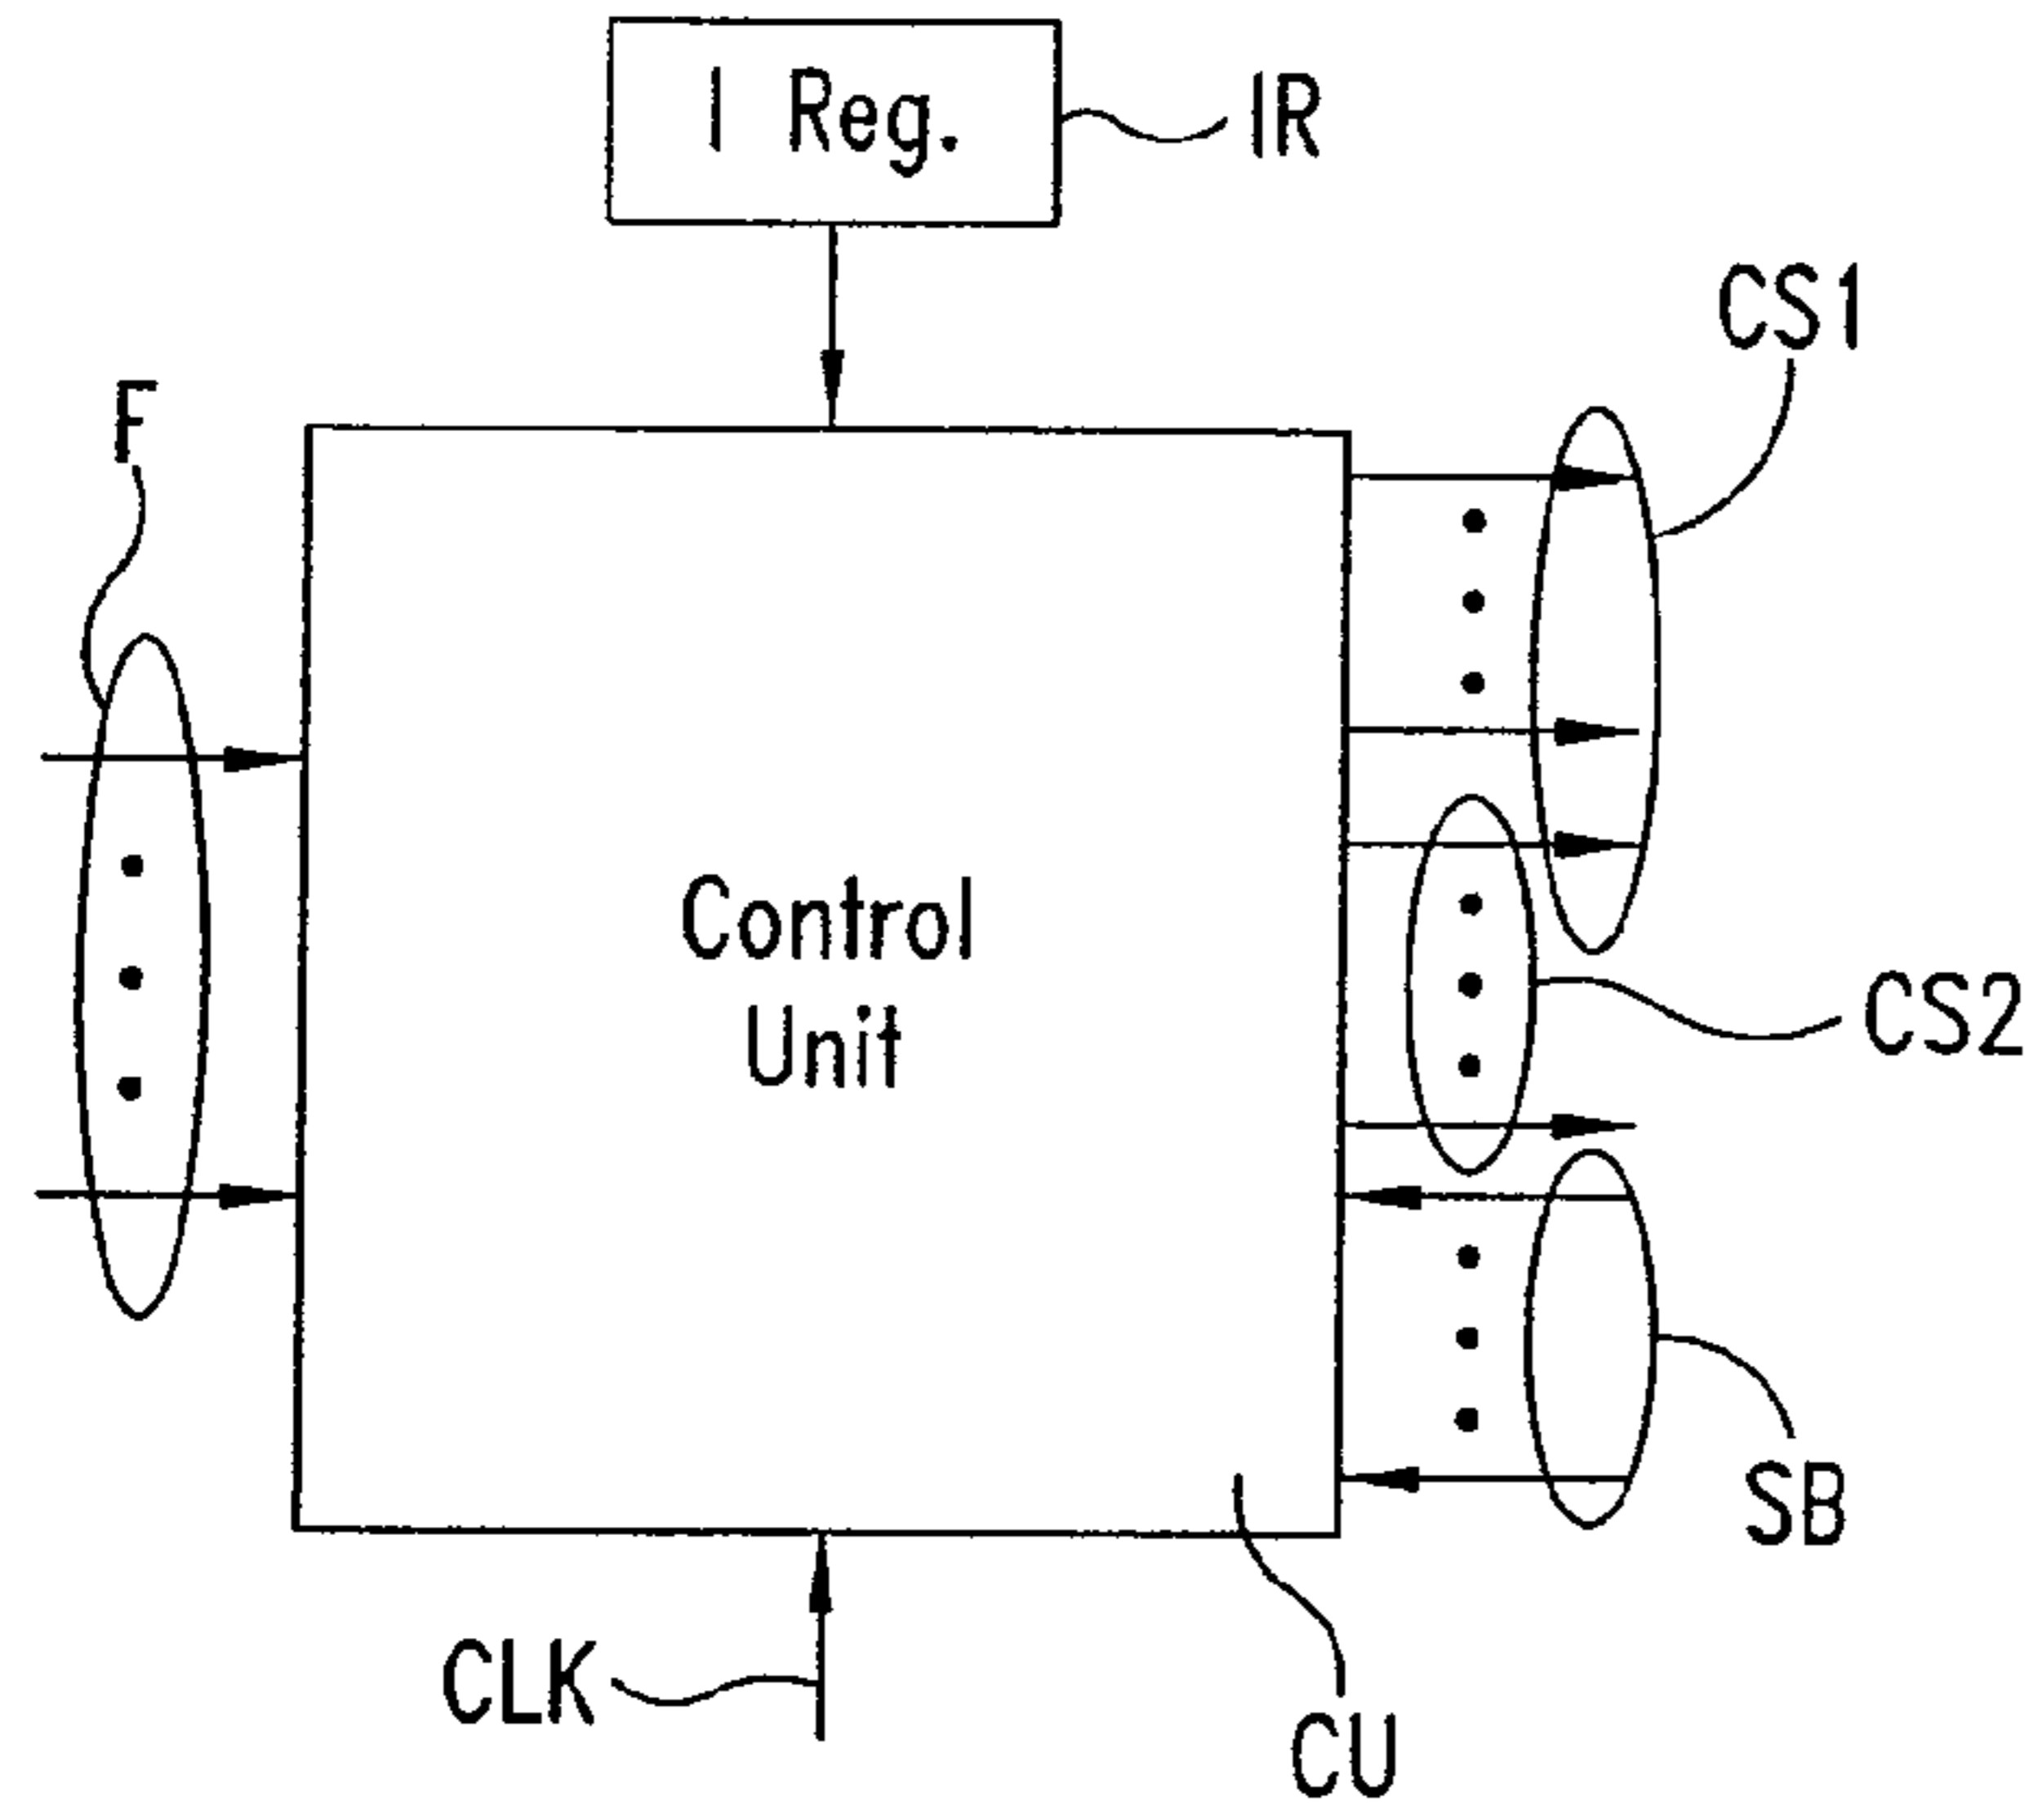 I Reg.
IR
CS1
F
Control
Unit
CS2
SB
CLK
CU